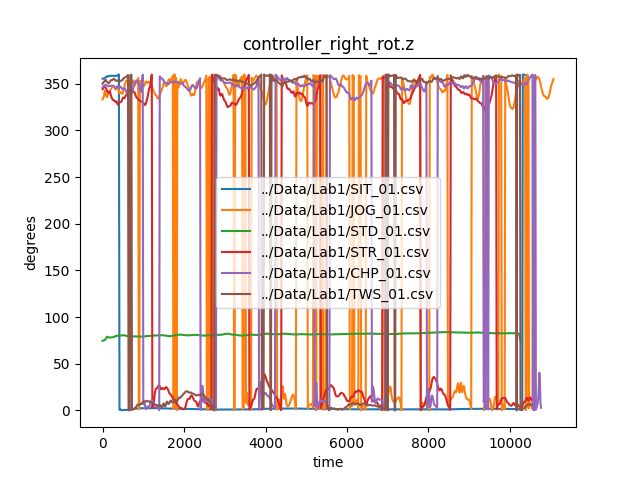 controller_right_rot.z
degrees
350
300
250
200
150
100
50
0
../Data/Lab1/SIT_01.csv
../Data/Lab1/JOG_01.csv
../Data/Lab1/STD_01.csv
../Data/Lab1/STR_01.csv
../Data/Lab1/CHP_01.csv
../Data/Lab1/TWS_01.csv
0 2000 4000 6000 8000 10000
time